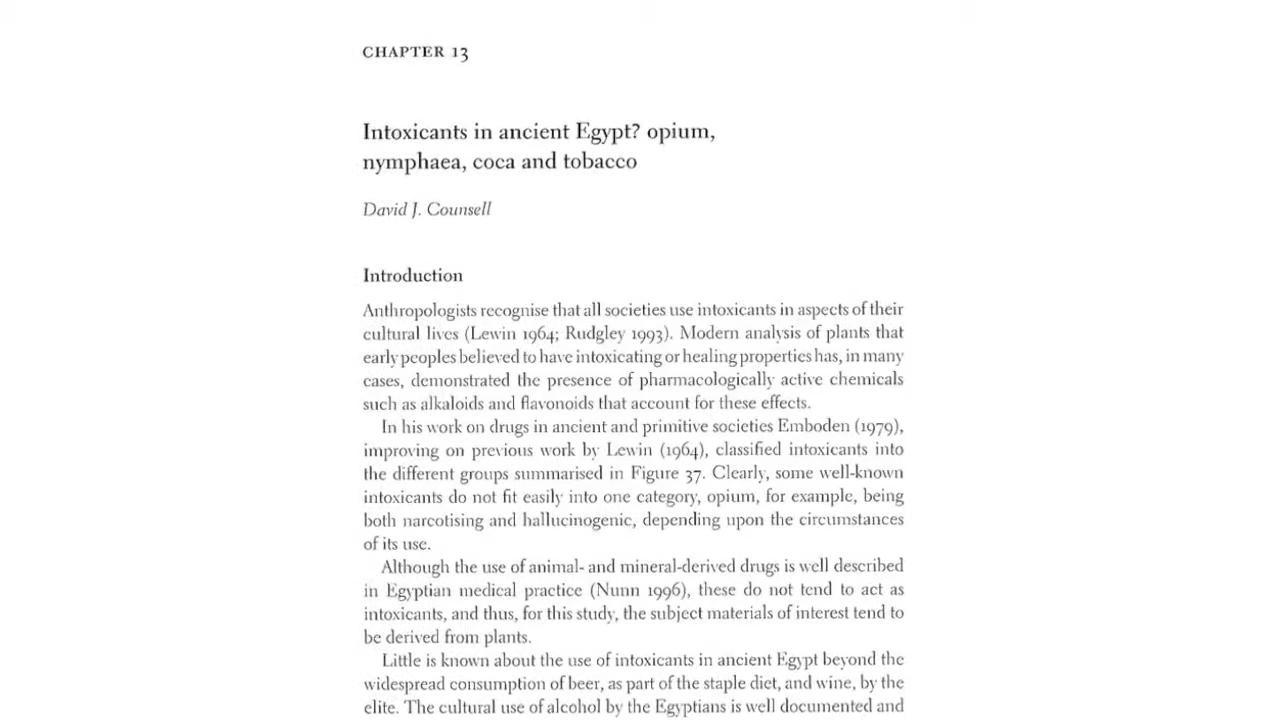 CHAPTER 13
Intoxicants in ancient Egypt? opium,
nymphaea, coca and tobacco
David J. Counsell
Introduction
Anthropologists recognise that all societies use intoxicants in aspects of their
cultural lives (Lewin 1964; Rudgley 1993). Modern analysis of plants that
early peoples believed to have intoxicating or healing properties has, in many
cases, demonstrated the presence of pharmacologically active chemicals
such as alkaloids and flavonoids that account for these effects.
In his work on drugs in ancient and primitive societies Emboden (1979),
improving on previous work by Lewin (1964), classified intoxicants into
the different groups summarised in Figure 37. Clearly, some well-known
intoxicants do not fit easily into one category, opium, for example, being
both narcotising and hallucinogenic, depending upon the circumstances
of its use.
Although the use of animal- and mineral-derived drugs is well described
in Egyptian medical practice (Nunn 1996), these do not tend to act as
intoxicants, and thus, for this study, the subject materials of interest tend to
be derived from plants.
Little is known about the use of intoxicants in ancient Egypt beyond the
widespread consumption of beer, as part of the staple diet, and wine, by the
elite. The cultural use of alcohol by the Egyptians is well documented and